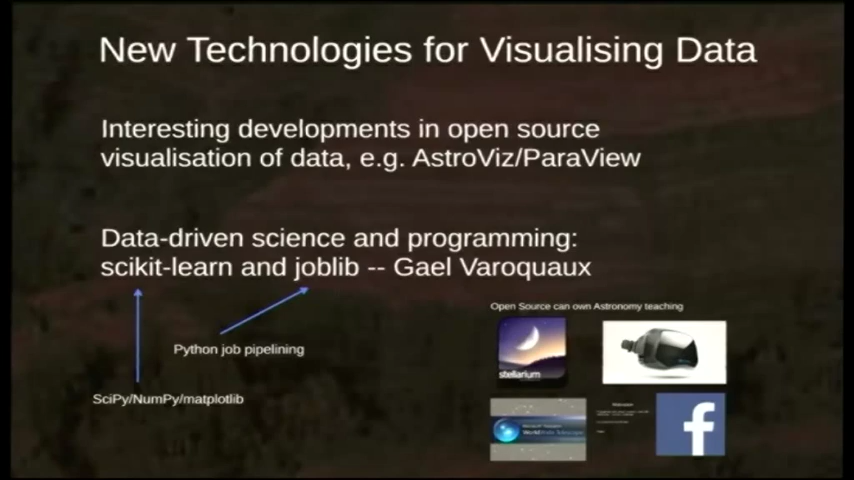 New Technologies for Visualising Data
Interesting developments in open source
visualisation of data, e.g. AstroViz/ParaView
Data-driven science and programming:
scikit-learn and joblib -- Gael Varoquaux
Open Source can own Astronomy teaching
Python job pipelining
SciPy/NumPy/matplotlib
stellarium
f